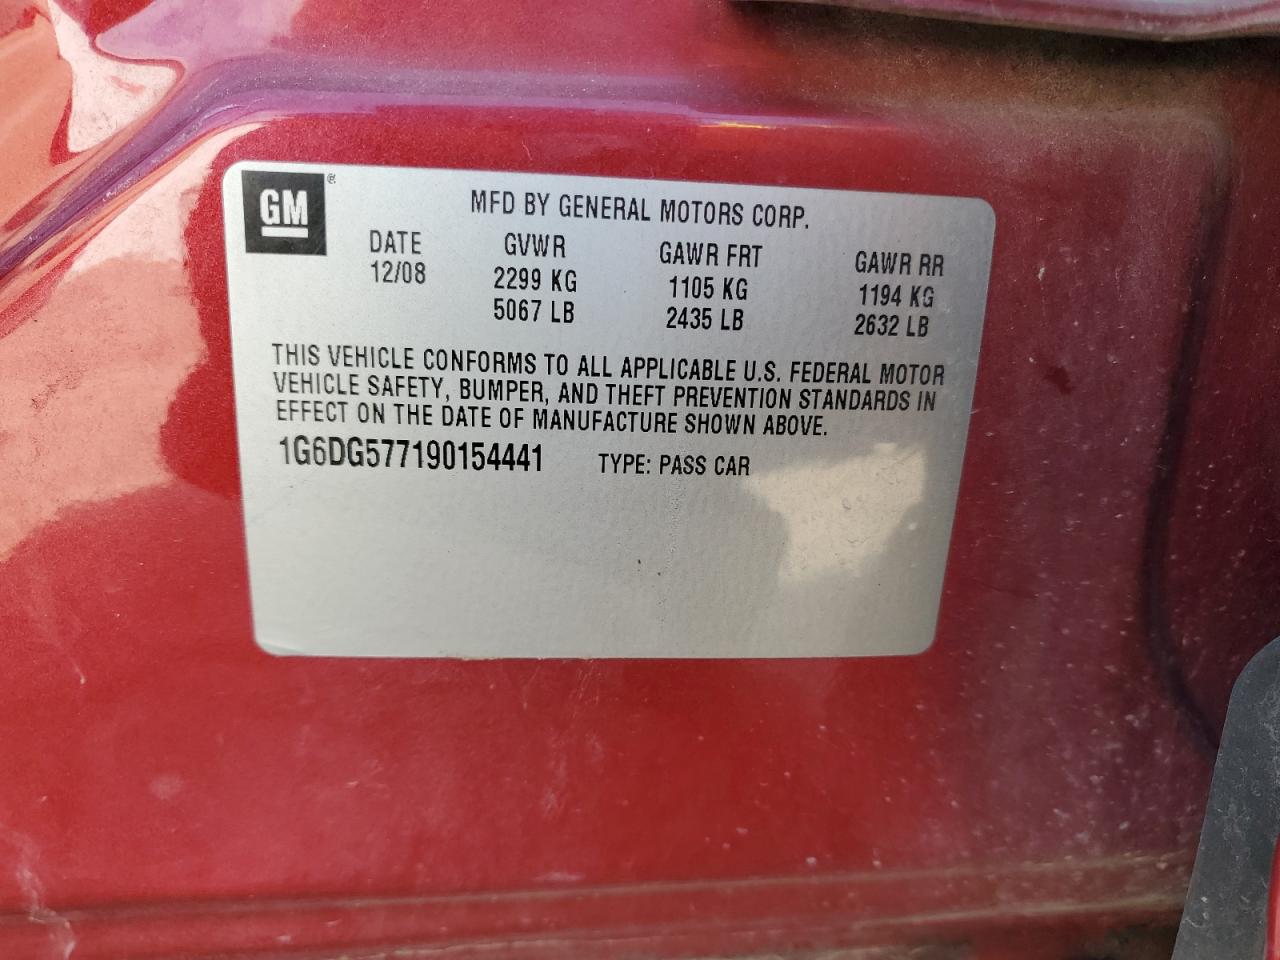 GM®
MFD BY GENERAL MOTORS CORP.
DATE GVWR GAWR FRT GAWR RR
12/08 2299 KG 1105 KG 1194 KG
5067 LB 2435 LB 2632 LB
THIS VEHICLE CONFORMS TO ALL APPLICABLE U.S. FEDERAL MOTOR
VEHICLE SAFETY, BUMPER, AND THEFT PREVENTION STANDARDS IN
EFFECT ON THE DATE OF MANUFACTURE SHOWN ABOVE.
1G6DG577190154441 TYPE: PASS CAR